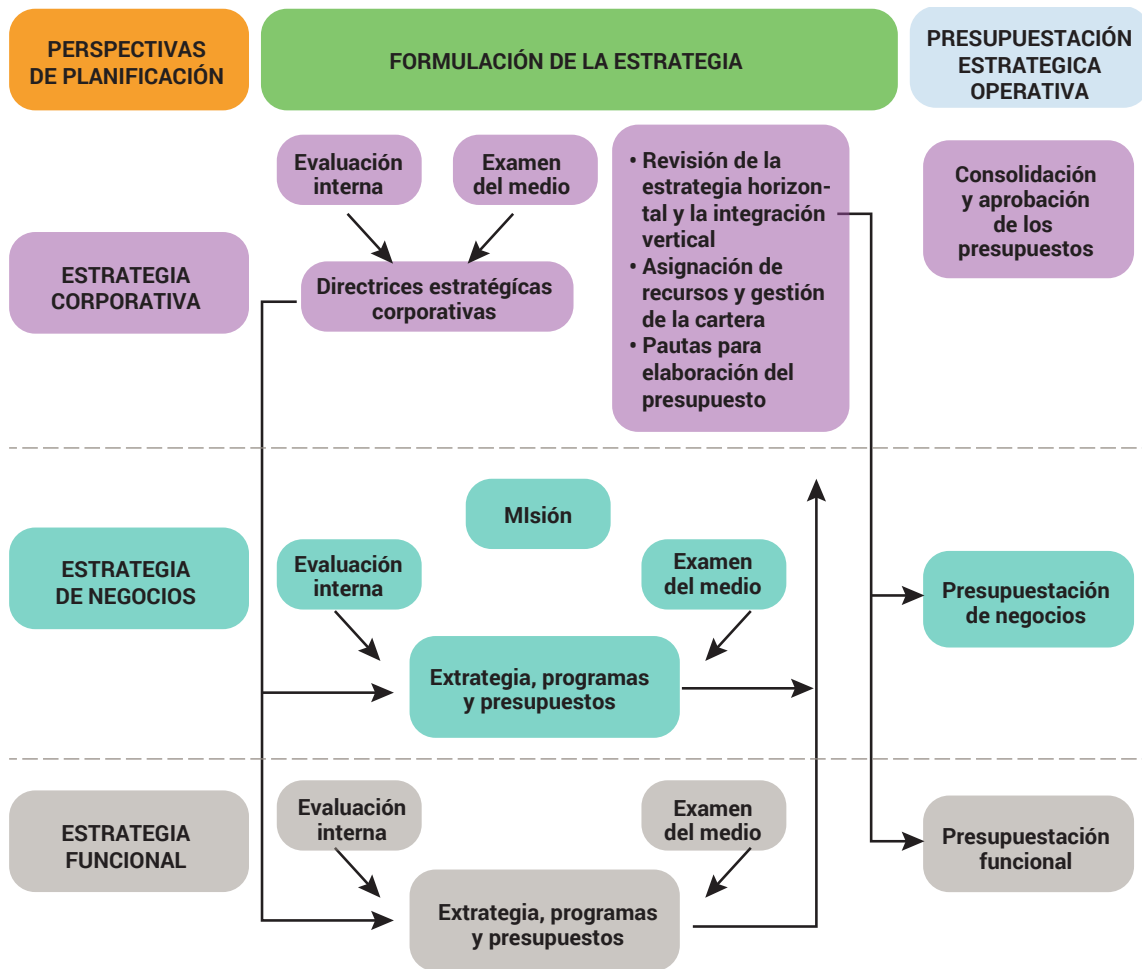 PERSPECTIVAS
DE PLANIFICACIÓN
FORMULACIÓN DE LA ESTRATEGIA
PRESUPUESTACIÓN
ESTRATEGICA
OPERATIVA
ESTRATEGIA
CORPORATIVA
Evaluación
interna
Examen
del medio
Directrices estratégícas
corporativas
• Revisión de la
estrategia horizon-
tal y la integración
vertical
• Asignación de
recursos y gestión
de la cartera
• Pautas para
elaboración del
presupuesto
Consolidación
y aprobación
de los
presupuestos
ESTRATEGIA
DE NEGOCIOS
MIsión
Evaluación
interna
Examen
del medio
Extrategia, programas
y presupuestos
Presupuestación
de negocios
ESTRATEGIA
FUNCIONAL
Evaluación
interna
Examen
del medio
Extrategia, programas
y presupuestos
Presupuestación
funcional